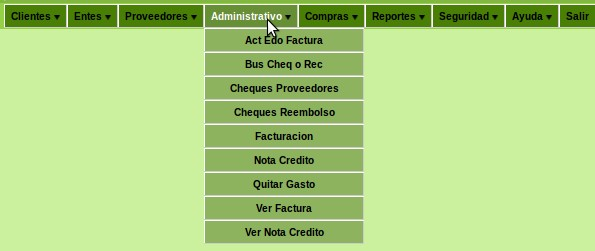 Clientes Entes Proveedores Administrativo Compras Reportes Seguridad Ayuda Salir
Act Edo Factura
Bus Cheq o Rec
Cheques Proveedores
Cheques Reembolso
Facturacion
Nota Credito
Quitar Gasto
Ver Factura
Ver Nota Credito